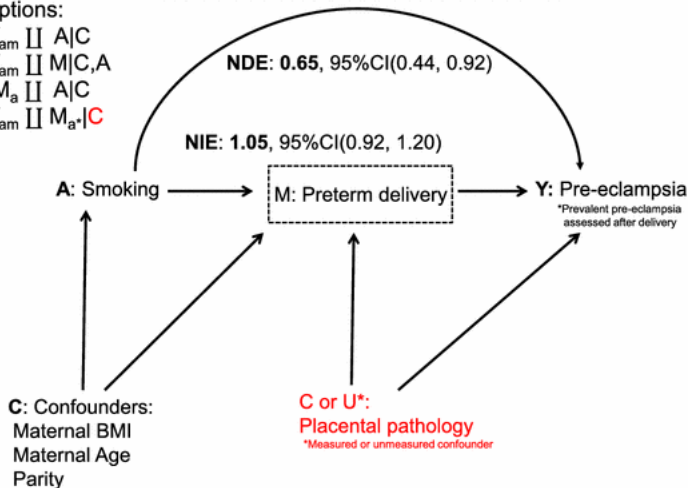 ptions:
am ∐ A|C
am ∐ M|C,A
Ma ∐ A|C
am ∐ Ma*|C
NDE: 0.65, 95%CI(0.44, 0.92)
NIE: 1.05, 95%CI(0.92, 1.20)
A: Smoking
M: Preterm delivery
Y: Pre-eclampsia
*Prevalent pre-eclampsia
assessed after delivery
C: Confounders:
Maternal BMI
Maternal Age
Parity
C or U*:
Placental pathology
*Measured or unmeasured confounder